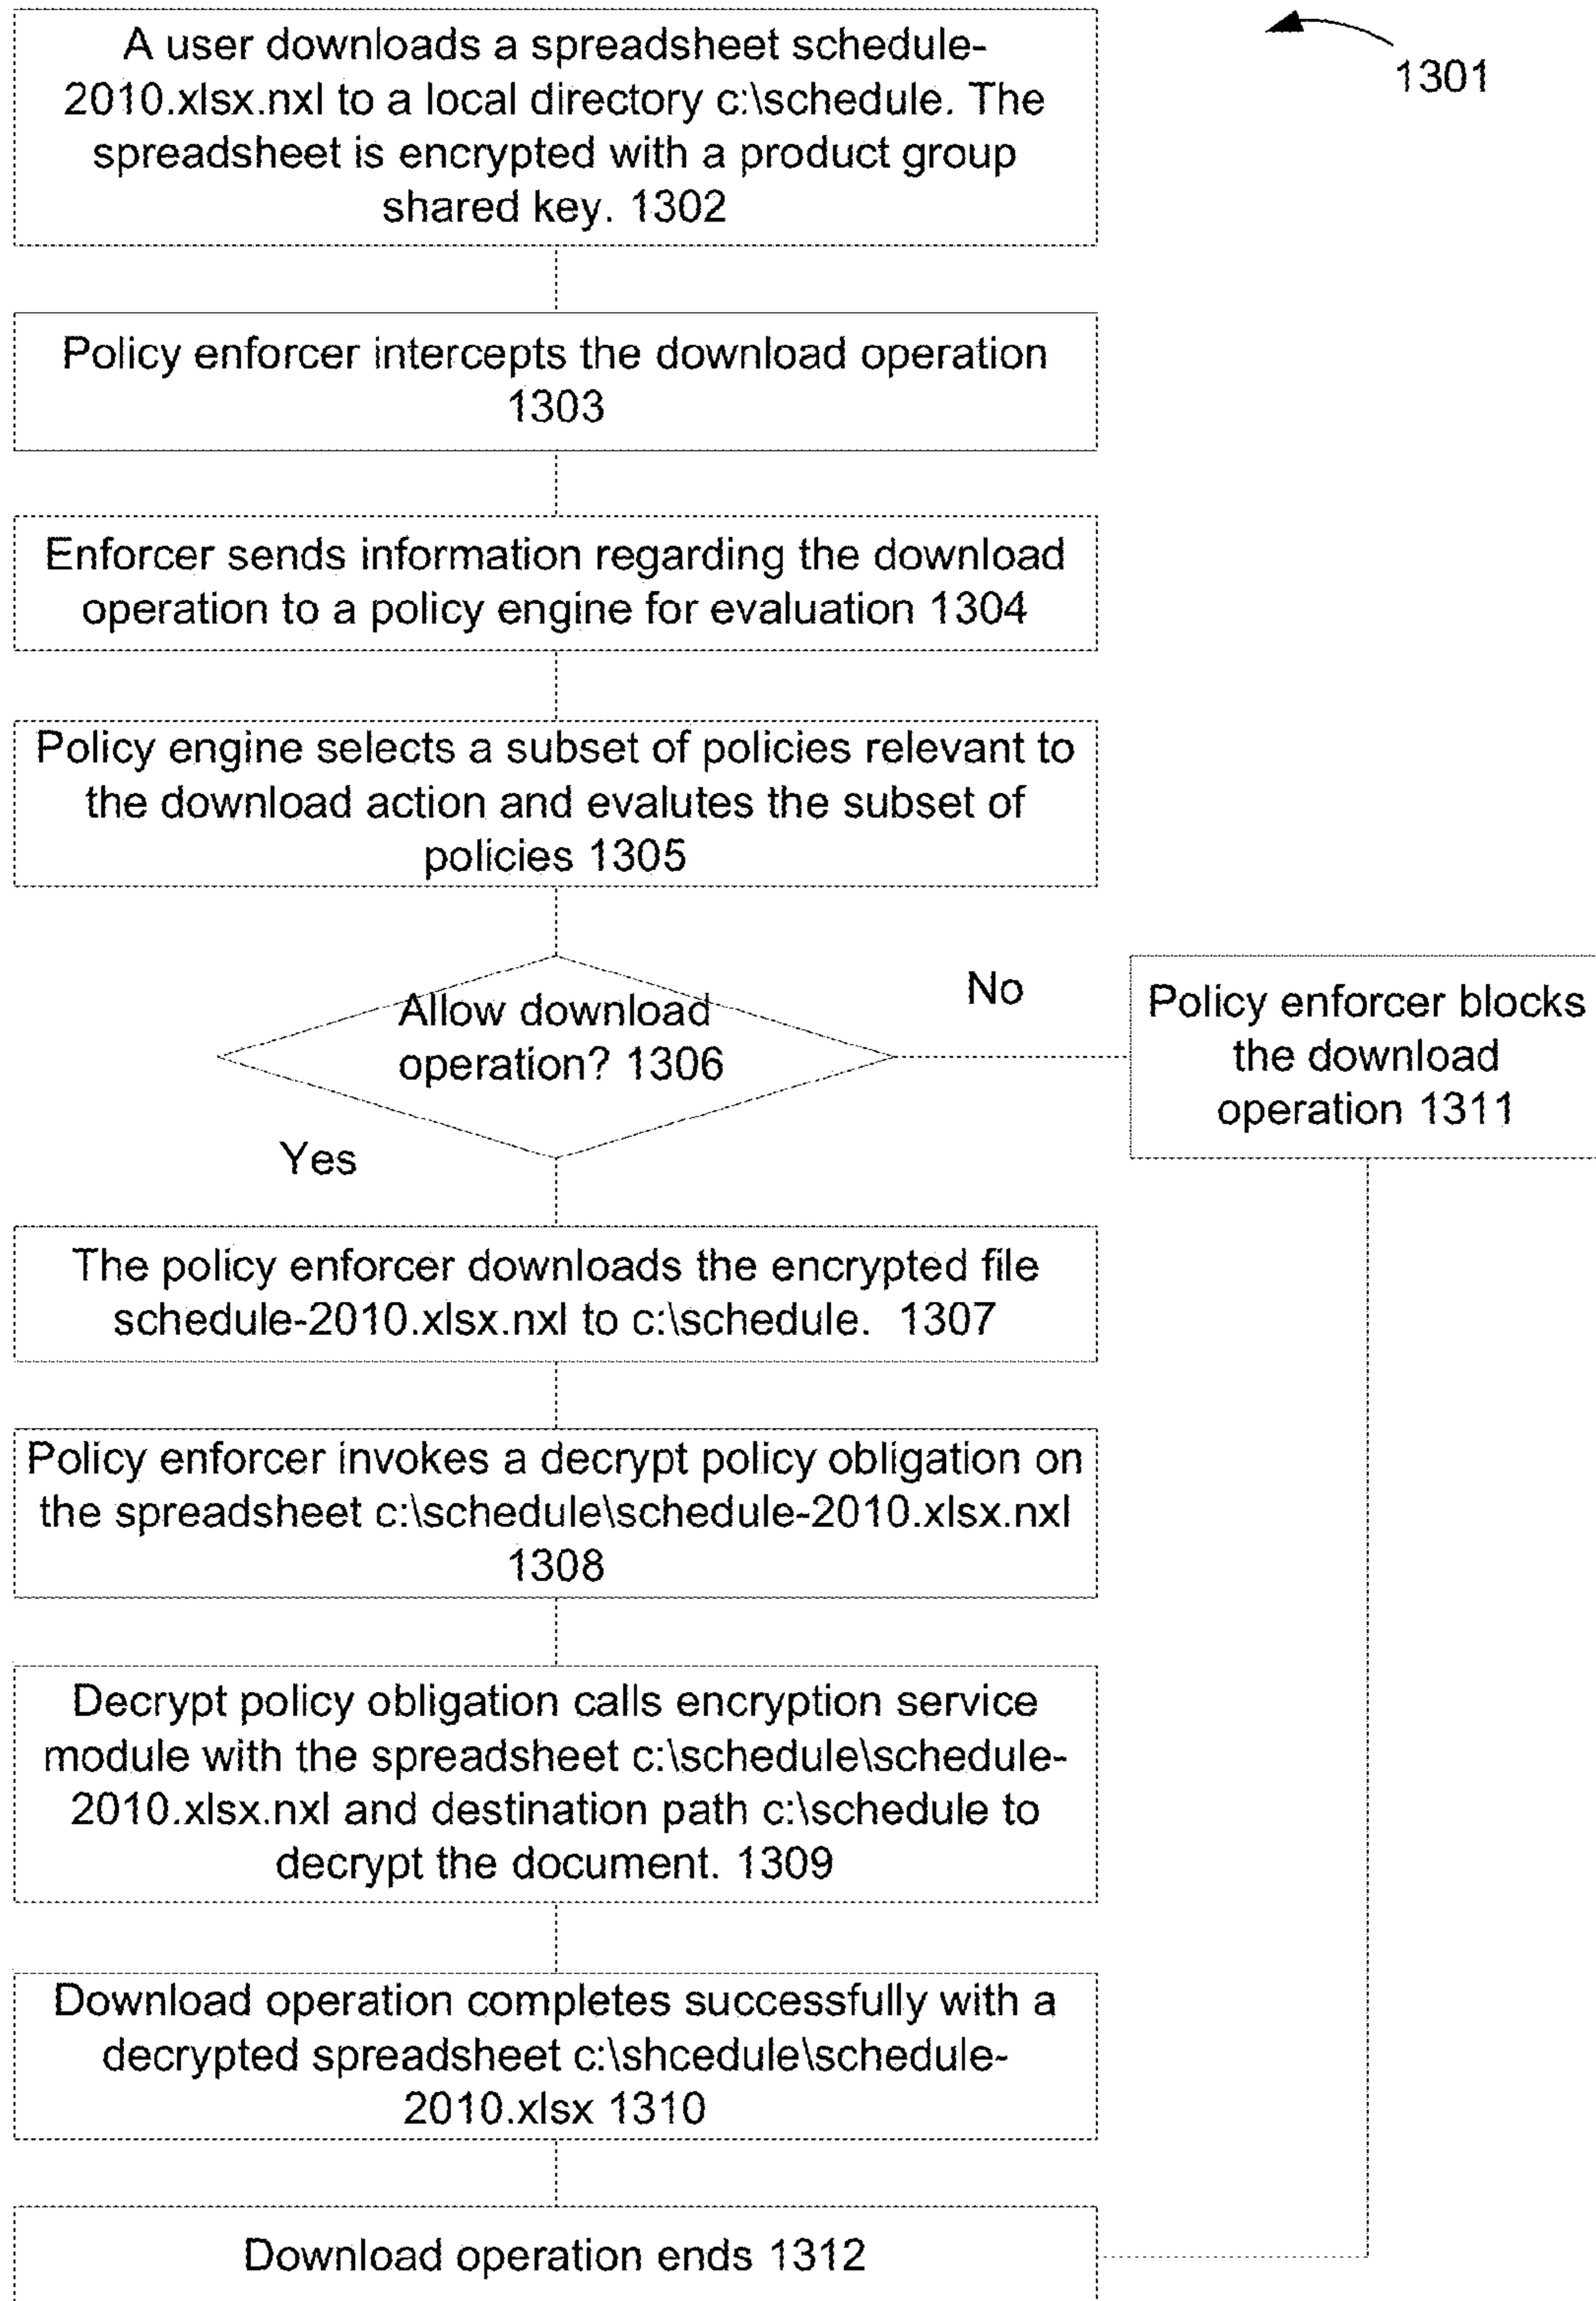 A user downloads a spreadsheet schedule-
2010.xlsx.nxl to a local directory c:\schedule. The
spreadsheet is encrypted with a product group
shared key. 1302
1301
Policy enforcer intercepts the download operation
1303
Enforcer sends information regarding the download
operation to a policy engine for evaluation 1304
Policy engine selects a subset of policies relevant to
the download action and evalutes the subset of
policies 1305
Allow download
operation? 1306
No
Policy enforcer blocks
the download
operation 1311
Yes
The policy enforcer downloads the encrypted file
schedule-2010.xlsx.nxl to c:\schedule. 1307
Policy enforcer invokes a decrypt policy obligation on
the spreadsheet c:\schedule\schedule-2010.xlsx.nxl
1308
Decrypt policy obligation calls encryption service
module with the spreadsheet c:\schedule\schedule-
2010.xlsx.nxl and destination path c:\schedule to
decrypt the document. 1309
Download operation completes successfully with a
decrypted spreadsheet c:\shcedule\schedule-
2010.xlsx 1310
Download operation ends 1312